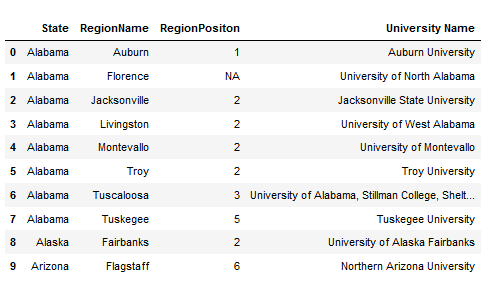 State RegionName RegionPositon University Name
0 Alabama Auburn 1 Auburn University
1 Alabama Florence NA University of North Alabama
2 Alabama Jacksonville 2 Jacksonville State University
3 Alabama Livingston 2 University of West Alabama
4 Alabama Montevallo 2 University of Montevallo
5 Alabama Troy 2 Troy University
6 Alabama Tuscaloosa 3 University of Alabama, Stillman College, Shelt...
7 Alabama Tuskegee 5 Tuskegee University
8 Alaska Fairbanks 2 University of Alaska Fairbanks
9 Arizona Flagstaff 6 Northern Arizona University